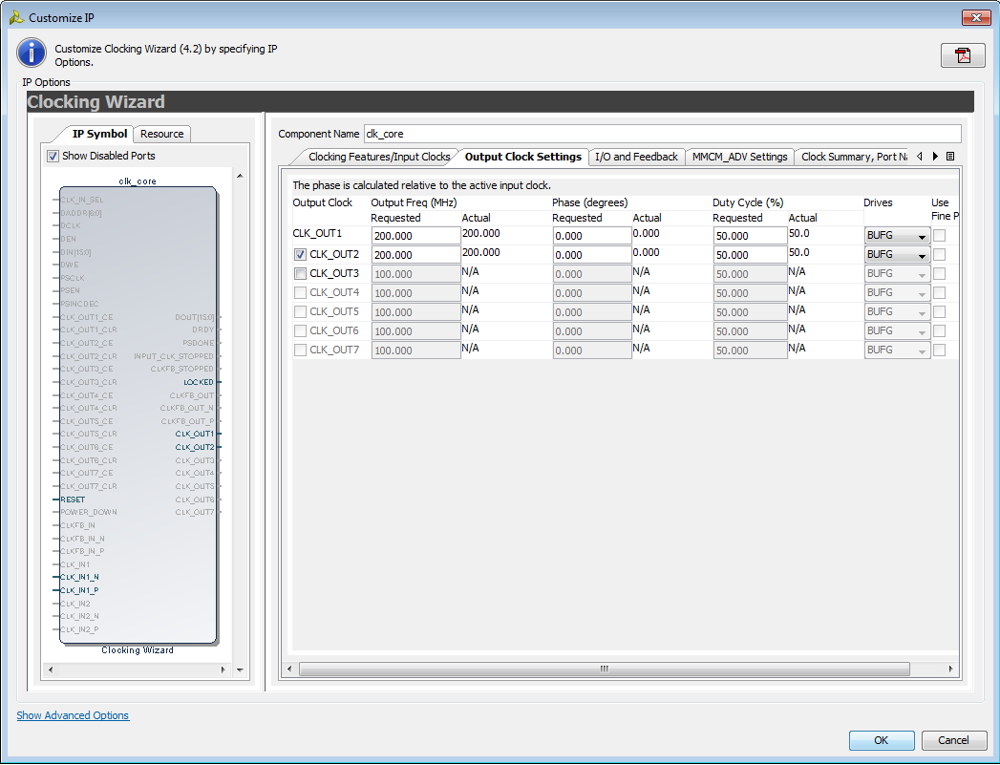 Customize IP
Customize Clocking Wizard (4.2) by specifying IP
Options.
IP Options
Clocking Wizard
IP Symbol Resource
Show Disabled Ports
clk_core
CLK_IN_SEL
DADDR[6:0]
DCLK
DEN
DIN[15:0]
DWE
PSCLK
PSEN
PSINCDEC
CLK_OUT1_CE DOUT[15:0]
CLK_OUT1_CLR DRDY
CLK_OUT2_CE PSDONE
CLK_OUT2_CLR INPUT_CLK_STOPPED
CLK_OUT3_CE CLKFB_STOPPED
CLK_OUT3_CLR LOCKED
CLK_OUT4_CE CLKFB_OUT
CLK_OUT4_CLR CLKFB_OUT_N
CLK_OUT5_CE CLKFB_OUT_P
CLK_OUT5_CLR CLK_OUT1
CLK_OUT6_CE CLK_OUT2
CLK_OUT6_CLR CLK_OUT3
CLK_OUT7_CE CLK_OUT4
CLK_OUT7_CLR CLK_OUT5
RESET CLK_OUT6
POWER_DOWN CLK_OUT7
CLKFB_IN
CLKFB_IN_N
CLKFB_IN_P
CLK_IN1
CLK_IN1_N
CLK_IN1_P
CLK_IN2
CLK_IN2_N
CLK_IN2_P
Clocking Wizard
Component Name clk_core
Clocking Features/Input Clocks Output Clock Settings I/O and Feedback MMCM_ADV Settings Clock Summary, Port Na
The phase is calculated relative to the active input clock.
Output Clock Output Freq (MHz) Phase (degrees) Duty Cycle (%) Drives Use
Requested Actual Requested Actual Requested Actual Fine P
CLK_OUT1 200.000 200.000 0.000 0.000 50.000 50.0 BUFG
CLK_OUT2 200.000 200.000 0.000 0.000 50.000 50.0 BUFG
CLK_OUT3 100.000 N/A 0.000 N/A 50.000 N/A BUFG
CLK_OUT4 100.000 N/A 0.000 N/A 50.000 N/A BUFG
CLK_OUT5 100.000 N/A 0.000 N/A 50.000 N/A BUFG
CLK_OUT6 100.000 N/A 0.000 N/A 50.000 N/A BUFG
CLK_OUT7 100.000 N/A 0.000 N/A 50.000 N/A BUFG
Show Advanced Options
OK Cancel